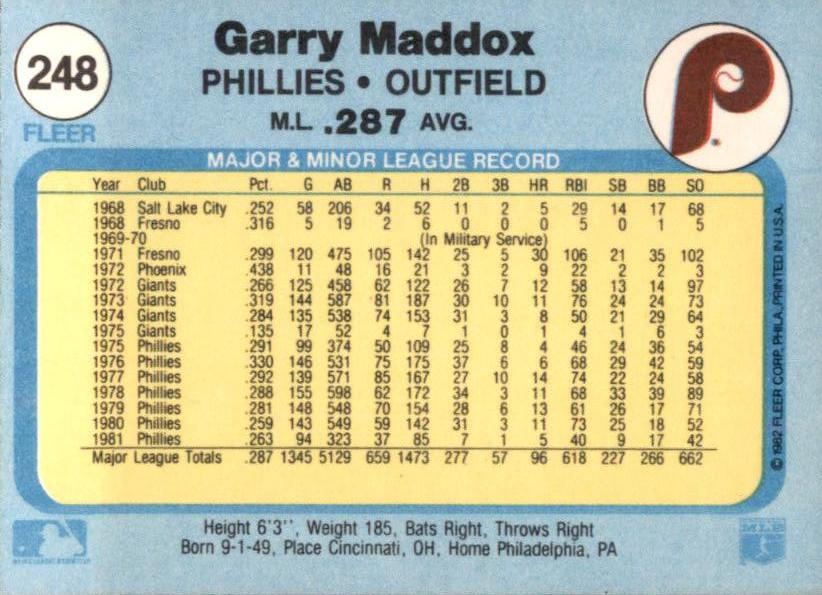 248
FLEER
Garry Maddox
PHILLIES • OUTFIELD
M.L. .287 AVG.
P
MAJOR & MINOR LEAGUE RECORD
Year Club Pct. G AB R H 2B 3B HR RBI SB BB SO
1968 Salt Lake City .252 58 206 34 52 11 2 5 29 14 17 68
1968 Fresno .316 5 19 2 6 0 0 0 5 0 1 5
1969-70 (In Military Service)
1971 Fresno .299 120 475 105 142 25 5 30 106 21 35 102
1972 Phoenix .438 11 48 16 21 3 2 9 22 2 2 3
1972 Giants .266 125 458 62 122 26 7 12 58 13 14 97
1973 Giants .319 144 587 81 187 30 10 11 76 24 24 73
1974 Giants .284 135 538 74 153 31 3 8 50 21 29 64
1975 Giants .135 17 52 4 7 1 0 1 4 1 6 3
1975 Phillies .291 99 374 50 109 25 8 4 46 24 36 54
1976 Phillies .330 146 531 75 175 37 6 6 68 29 42 59
1977 Phillies .292 139 571 85 167 27 10 14 74 22 24 58
1978 Phillies .288 155 598 62 172 34 3 11 68 33 39 89
1979 Phillies .281 148 548 70 154 28 6 13 61 26 17 71
1980 Phillies .259 143 549 59 142 31 3 11 73 25 18 52
1981 Phillies .263 94 323 37 85 7 1 5 40 9 17 42
Major League Totals .287 1345 5129 659 1473 277 57 96 618 227 266 662
© 1982 FLEER CORP. PHILA., PRINTED IN U.S.A.
Height 6'3'', Weight 185, Bats Right, Throws Right
Born 9-1-49, Place Cincinnati, OH, Home Philadelphia, PA